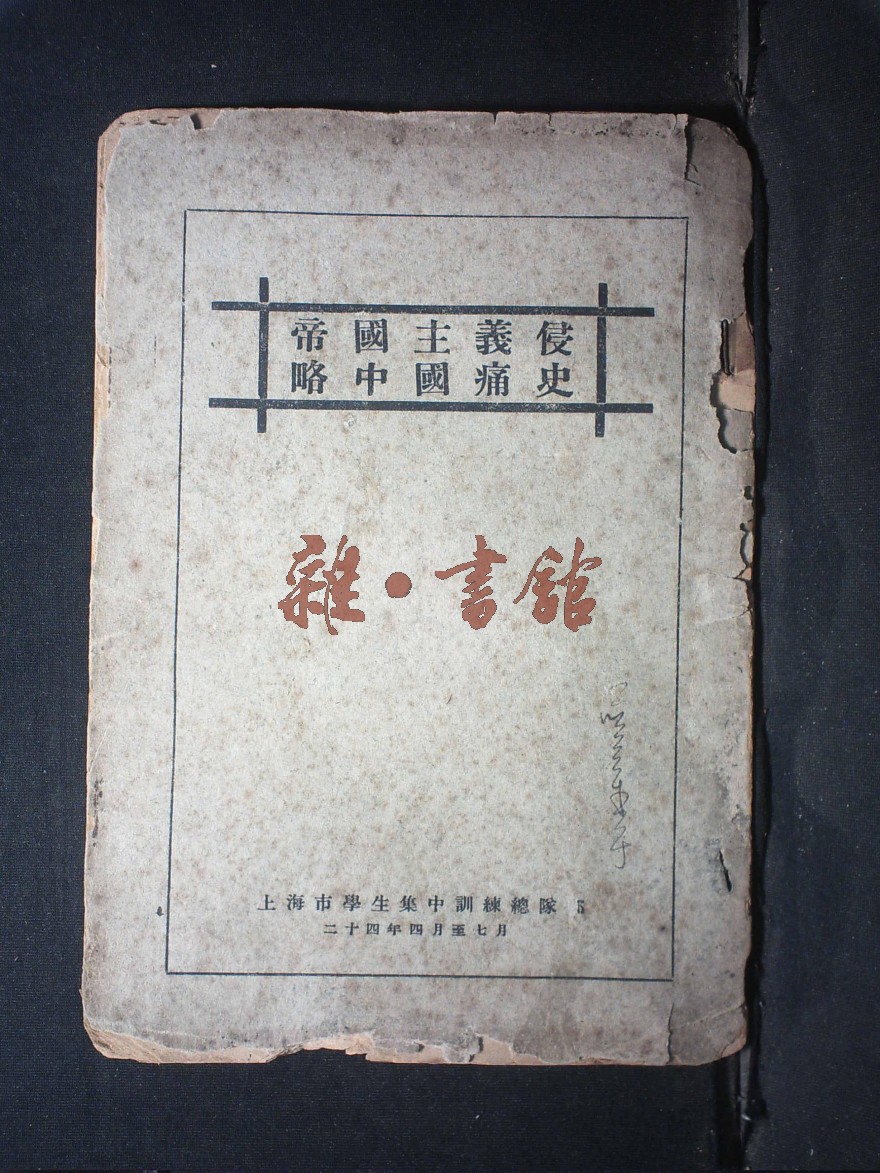 帝國主義侵
略中國痛史
雜•書館
上海市學生集中訓練總隊
二十四年四月至七月